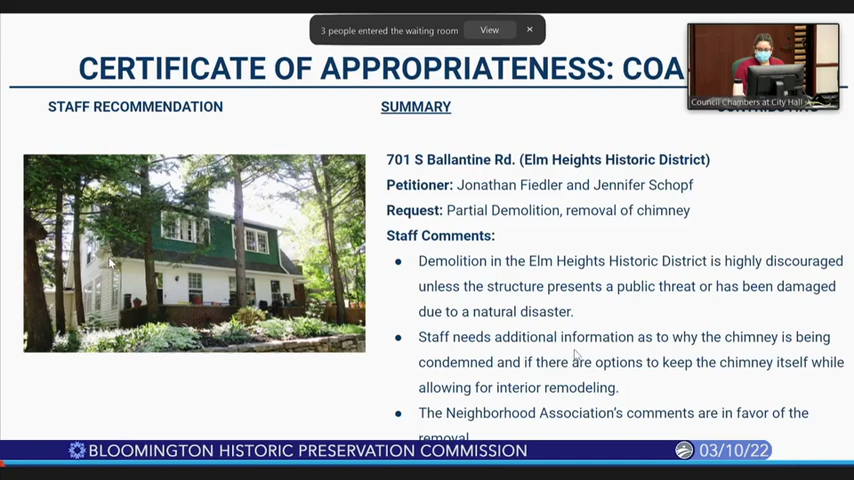 3 people entered the waiting room
View
CERTIFICATE OF APPROPRIATENESS: COA
Council Chambers at City Hall
STAFF RECOMMENDATION
SUMMARY
701 S Ballantine Rd. (Elm Heights Historic District)
Petitioner: Jonathan Fiedler and Jennifer Schopf
Request: Partial Demolition, removal of chimney
Staff Comments:
● Demolition in the Elm Heights Historic District is highly discouraged
unless the structure presents a public threat or has been damaged
due to a natural disaster.
● Staff needs additional information as to why the chimney is being
condemned and if there are options to keep the chimney itself while
allowing for interior remodeling.
● The Neighborhood Association's comments are in favor of the
removal
BLOOMINGTON HISTORIC PRESERVATION COMMISSION
03/10/22